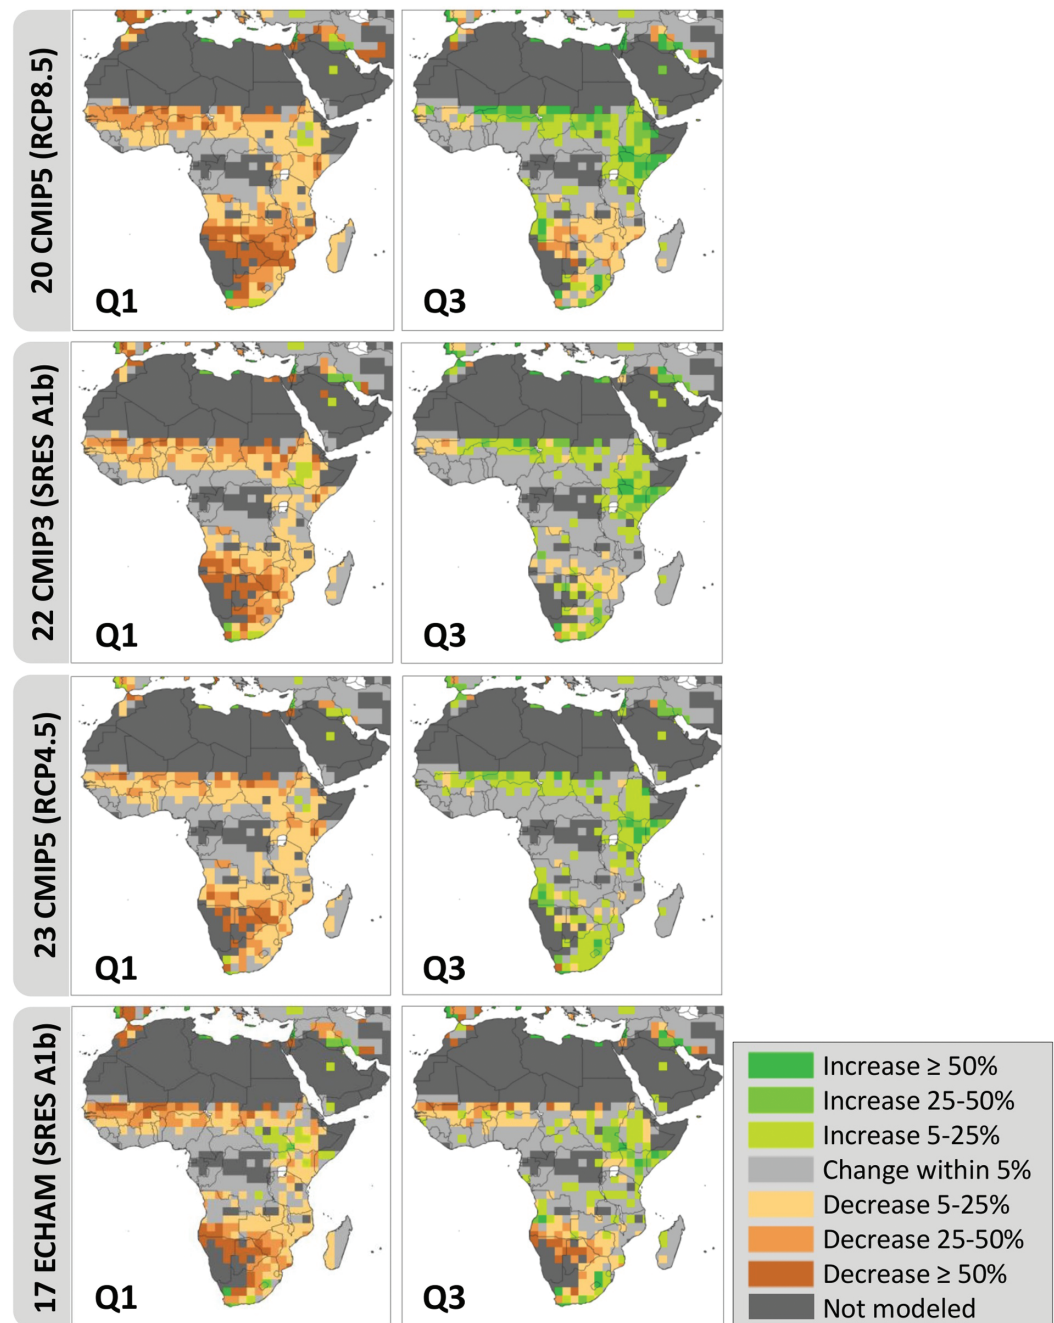 20 CMIP5 (RCP8.5)
Q1
Q3
22 CMIP3 (SRES A1b)
Q1
Q3
23 CMIP5 (RCP4.5)
Q1
Q3
17 ECHAM (SRES A1b)
Q1
Q3
Increase ≥ 50%
Increase 25-50%
Increase 5-25%
Change within 5%
Decrease 5-25%
Decrease 25-50%
Decrease ≥ 50%
Not modeled